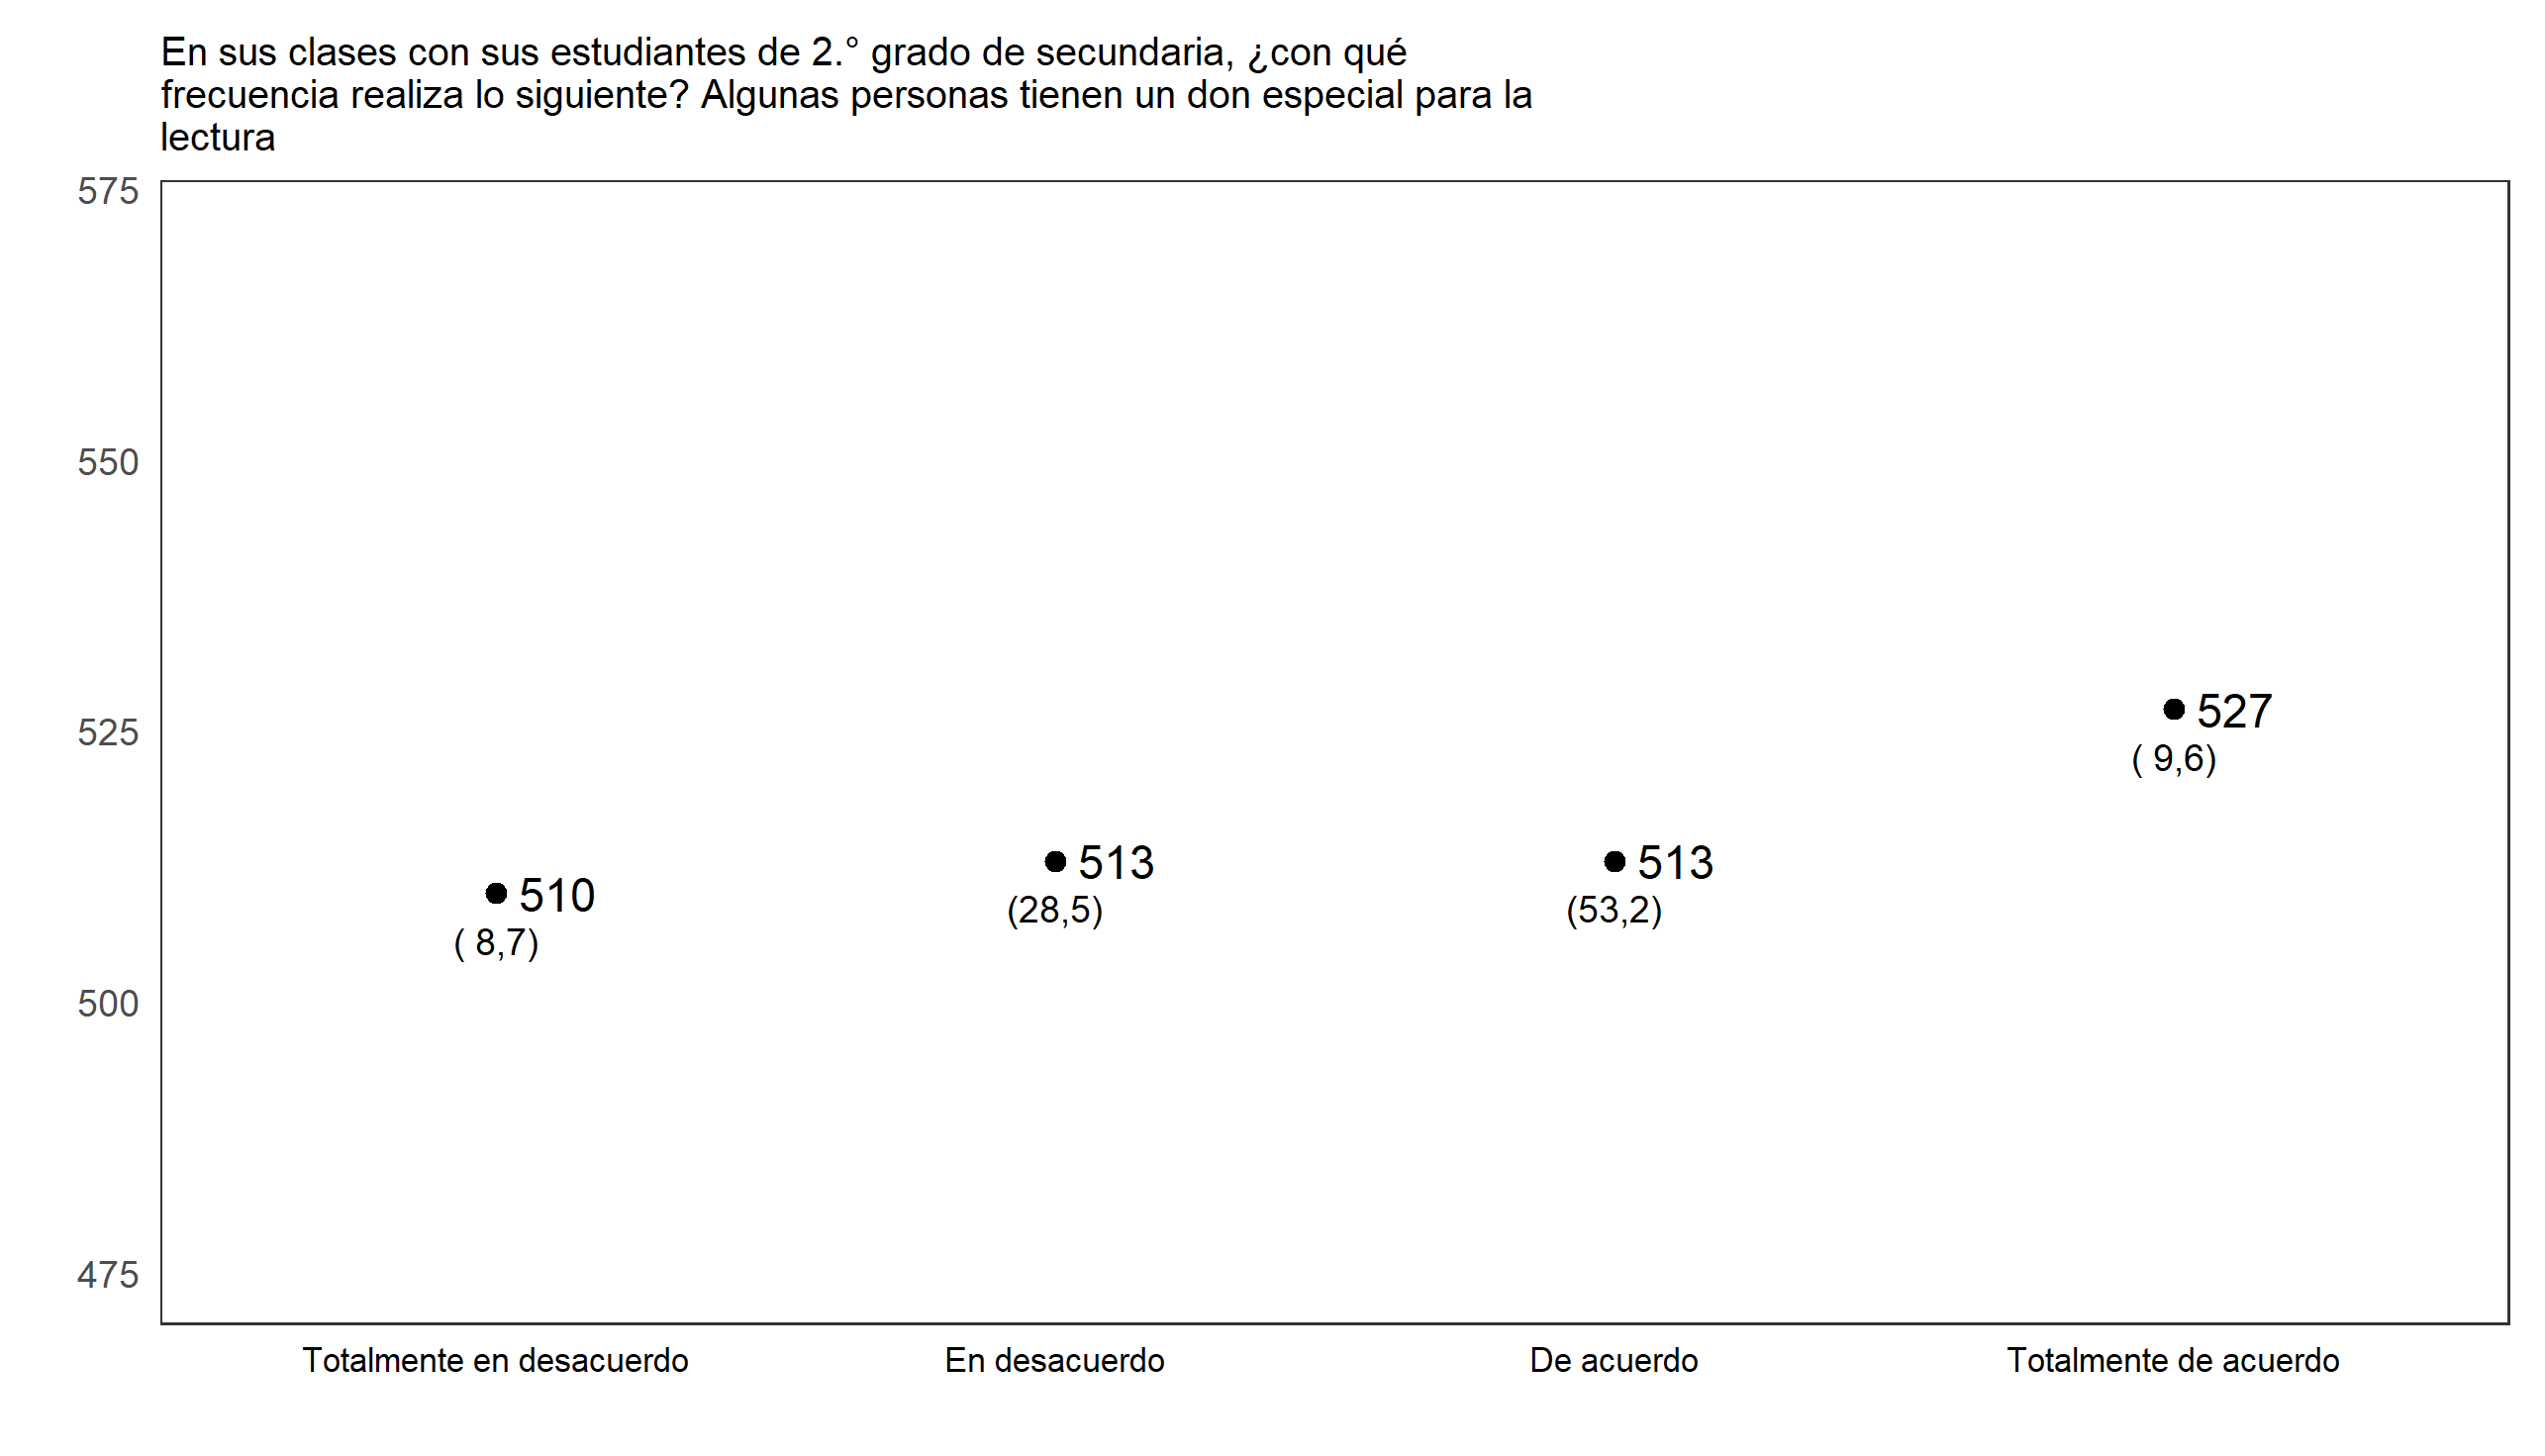 En sus clases con sus estudiantes de 2.° grado de secundaria, ¿con qué
frecuencia realiza lo siguiente? Algunas personas tienen un don especial para la
lectura
575
550
525
500
475
510
( 8,7)
513
(28,5)
513
(53,2)
527
( 9,6)
Totalmente en desacuerdo
En desacuerdo
De acuerdo
Totalmente de acuerdo